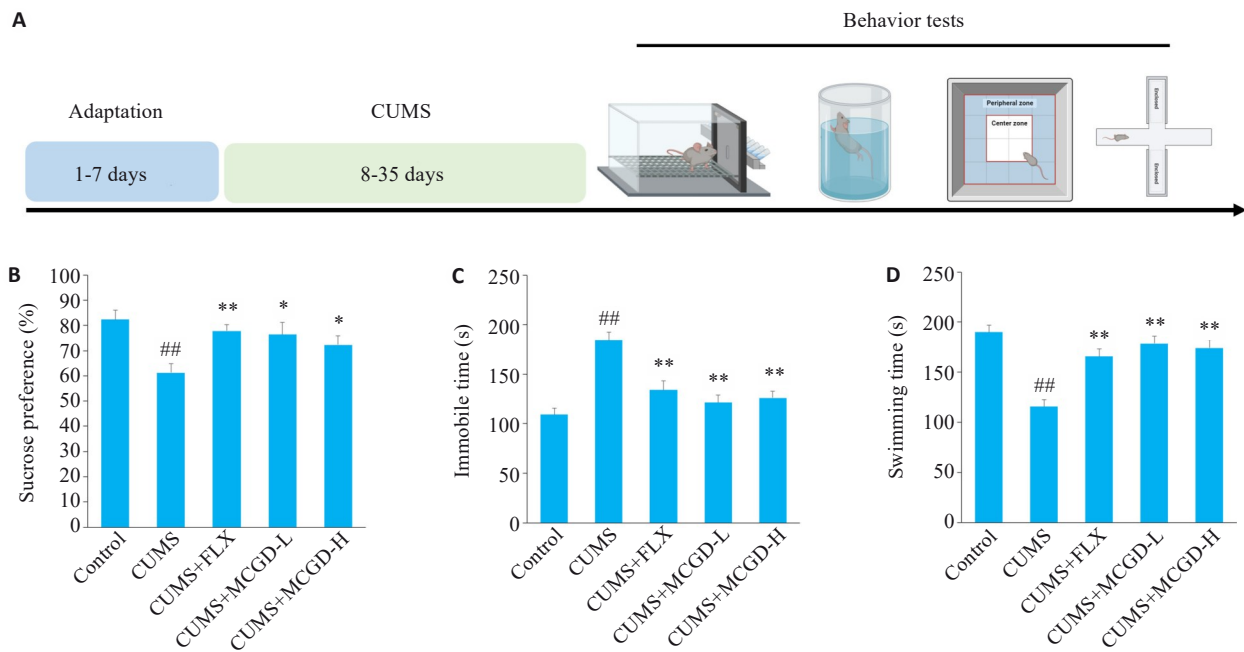 A
Behavior tests
Adaptation
CUMS
1-7 days
8-35 days
Peripheral zone
Center zone
Enclosed
Enclosed
B
Sucrose preference (%)
100
90
80
70
60
50
40
30
20
10
0
##
**
*
*
Control
CUMS
CUMS+FLX
CUMS+MCGD-L
CUMS+MCGD-H
C
Immobile time (s)
250
200
150
100
50
0
##
**
**
**
Control
CUMS
CUMS+FLX
CUMS+MCGD-L
CUMS+MCGD-H
D
Swimming time (s)
250
200
150
100
50
0
##
**
**
**
Control
CUMS
CUMS+FLX
CUMS+MCGD-L
CUMS+MCGD-H